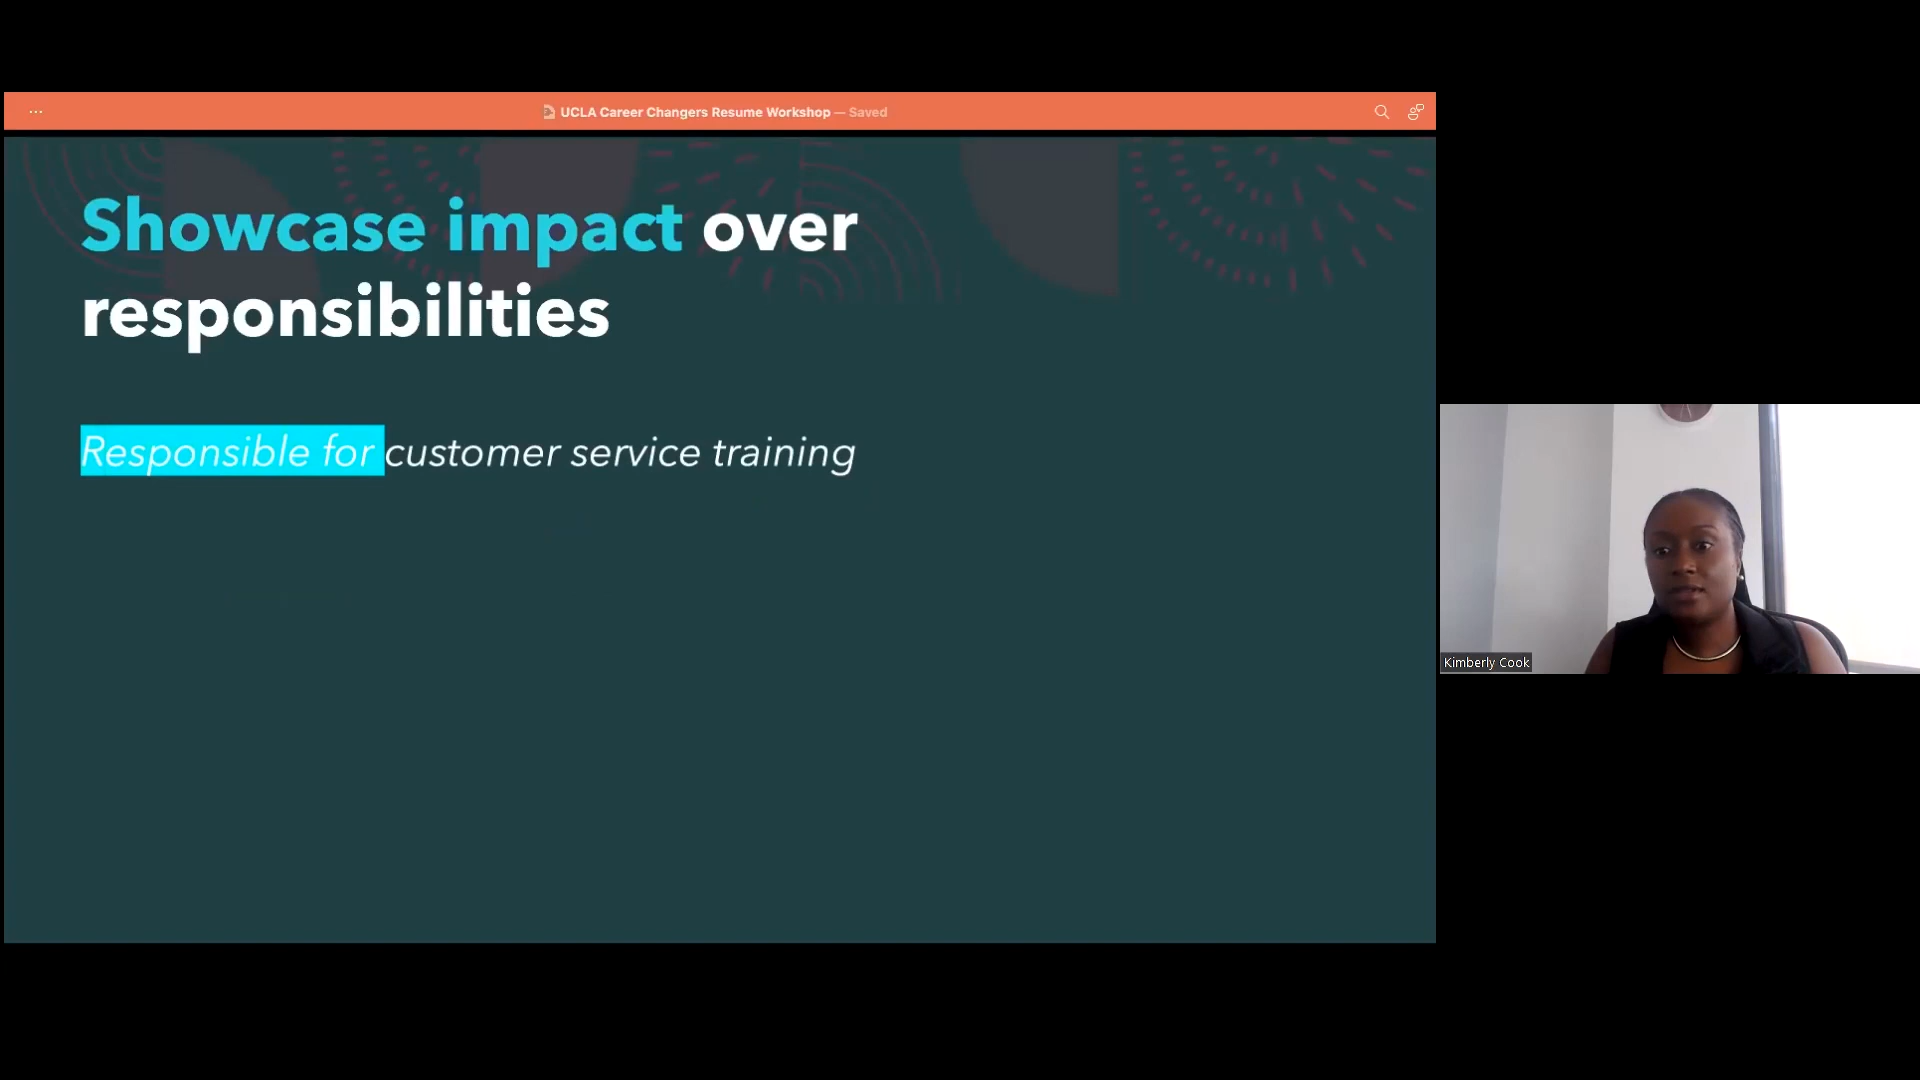 ... UCLA Career Changers Resume Workshop — Saved
Showcase impact over
responsibilities
Responsible for customer service training
Kimberly Cook